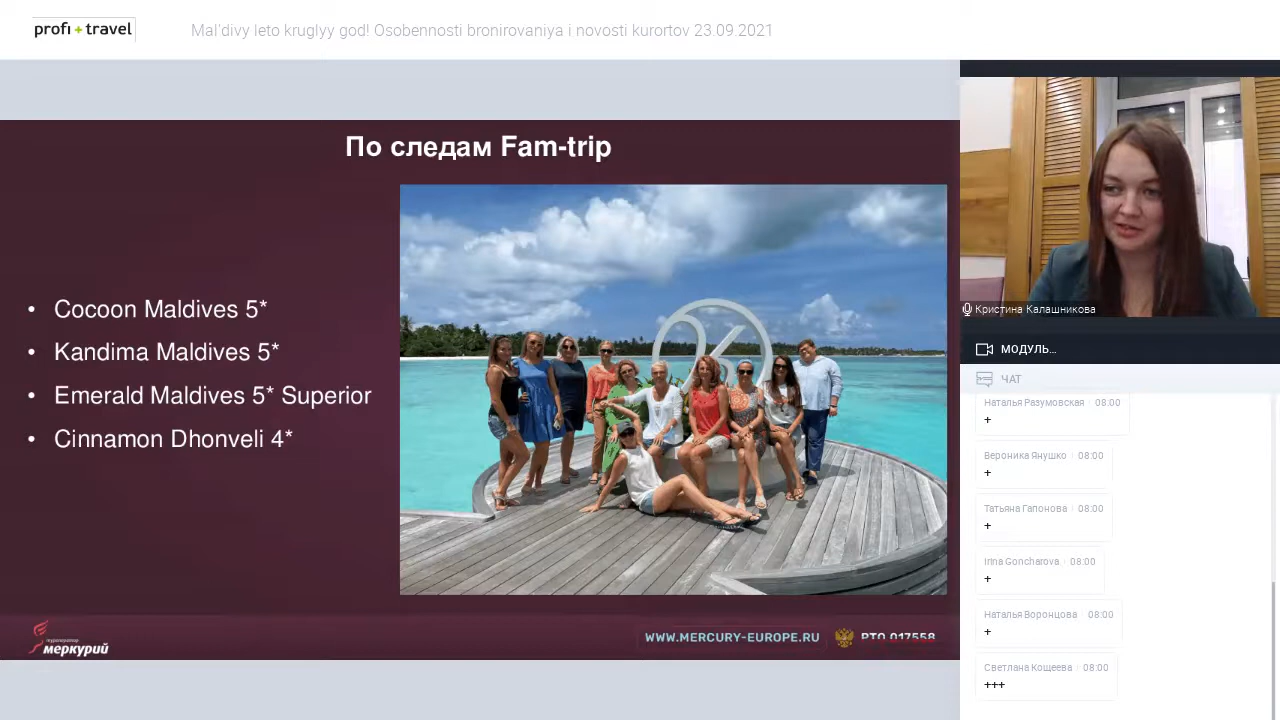 profi + travel
Mal'divy leto kruglyy god! Osobennosti bronirovaniya i novosti kurortov 23.09.2021
По следам Fam-trip
• Cocoon Maldives 5*
• Kandima Maldives 5*
• Emerald Maldives 5* Superior
• Cinnamon Dhonveli 4*
туроператор
меркурий
WWW.MERCURY-EUROPE.RU
РТО 017558
Кристина Калашникова
МОДУЛЬ...
ЧАТ
Наталья Разумовская 08:00
+
Вероника Янушко 08:00
+
Татьяна Гапонова 08:00
+
Irina Goncharova 08:00
+
Наталья Воронцова 08:00
+
Светлана Кощеева 08:00
+++